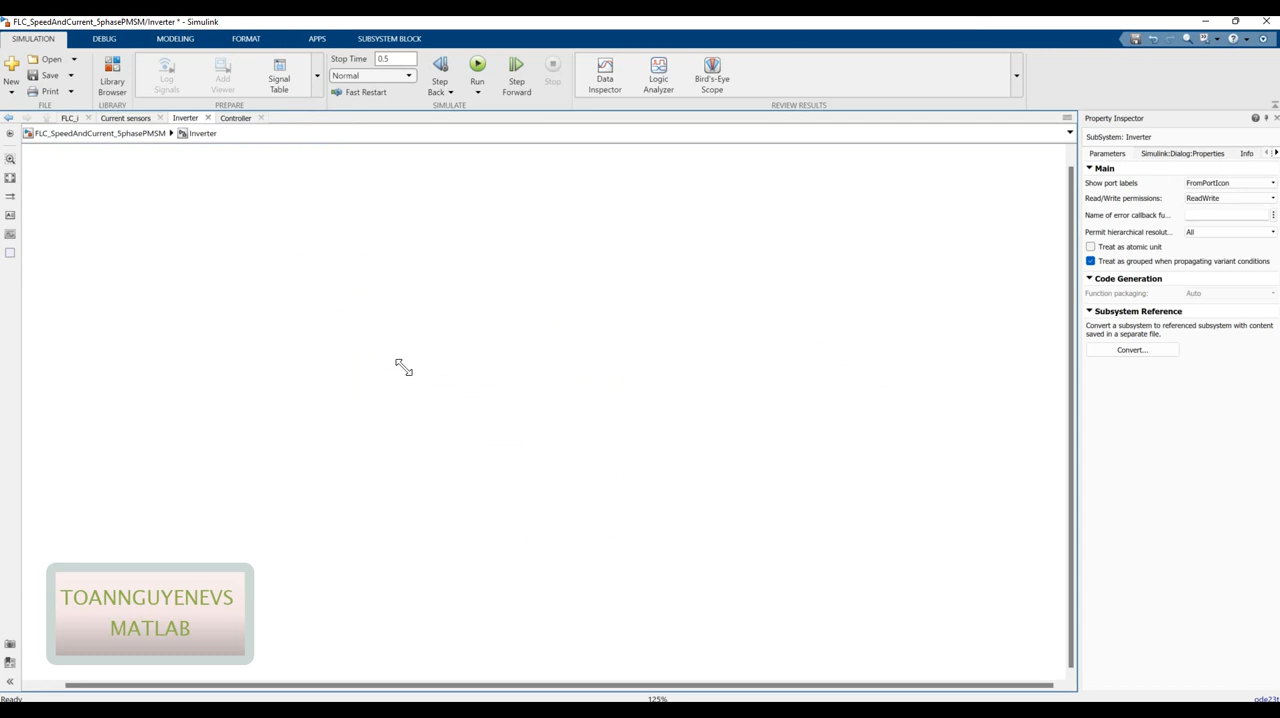 FLC_SpeedAndCurrent_5phasePMSM/Inverter * - Simulink
SIMULATION DEBUG MODELING FORMAT APPS SUBSYSTEM BLOCK
New
Open
Save
Print
FILE
Library Browser
LIBRARY
Log Signals
Add Viewer
Signal Table
PREPARE
Stop Time 0.5
Normal
Fast Restart
Step Back
Run
Step Forward
Stop
SIMULATE
Data Inspector
Logic Analyzer
Bird's-Eye Scope
REVIEW RESULTS
FLC_i Current sensors Inverter Controller
FLC_SpeedAndCurrent_5phasePMSM Inverter
Property Inspector
SubSystem: Inverter
Parameters Simulink:Dialog:Properties Info
Main
Show port labels FromPortIcon
Read/Write permissions: ReadWrite
Name of error callback fu...
Permit hierarchical resolut... All
Treat as atomic unit
Treat as grouped when propagating variant conditions
Code Generation
Function packaging: Auto
Subsystem Reference
Convert a subsystem to referenced subsystem with content
saved in a separate file.
Convert...
TOANNGUYENEVS
MATLAB
Ready 125% ode23t